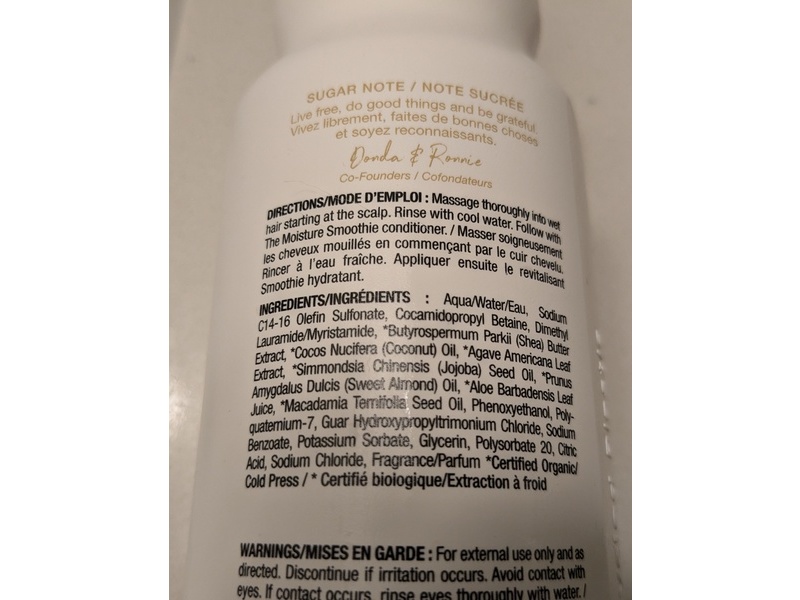 SUGAR NOTE / NOTE SUCRÉE
Live free, do good things and be grateful.
Vivez librement, faites de bonnes choses
et soyez reconnaissants.
Donda & Ronnie
Co-Founders / Cofondateurs
DIRECTIONS/MODE D'EMPLOI : Massage thoroughly into wet
hair starting at the scalp. Rinse with cool water. Follow with
The Moisture Smoothie conditioner. / Masser soigneusement
les cheveux mouillés en commençant par le cuir chevelu.
Rincer à l'eau fraîche. Appliquer ensuite le revitalisant
Smoothie hydratant.
INGREDIENTS/INGRÉDIENTS : Aqua/Water/Eau, Sodium
C14-16 Olefin Sulfonate, Cocamidopropyl Betaine, Dimethyl
Lauramide/Myristamide, *Butyrospermum Parkii (Shea) Butter
Extract, *Cocos Nucifera (Coconut) Oil, *Agave Americana Leaf
Extract, *Simmondsia Chinensis (Jojoba) Seed Oil, *Prunus
Amygdalus Dulcis (Sweet Almond) Oil, *Aloe Barbadensis Leaf
Juice, *Macadamia Ternifolia Seed Oil, Phenoxyethanol, Poly-
quaternium-7, Guar Hydroxypropyltrimonium Chloride, Sodium
Benzoate, Potassium Sorbate, Glycerin, Polysorbate 20, Citric
Acid, Sodium Chloride, Fragrance/Parfum *Certified Organic/
Cold Press / * Certifié biologique/Extraction à froid
WARNINGS/MISES EN GARDE : For external use only and as
directed. Discontinue if irritation occurs. Avoid contact with
eyes. If contact occurs, rinse eyes thoroughly with water. /